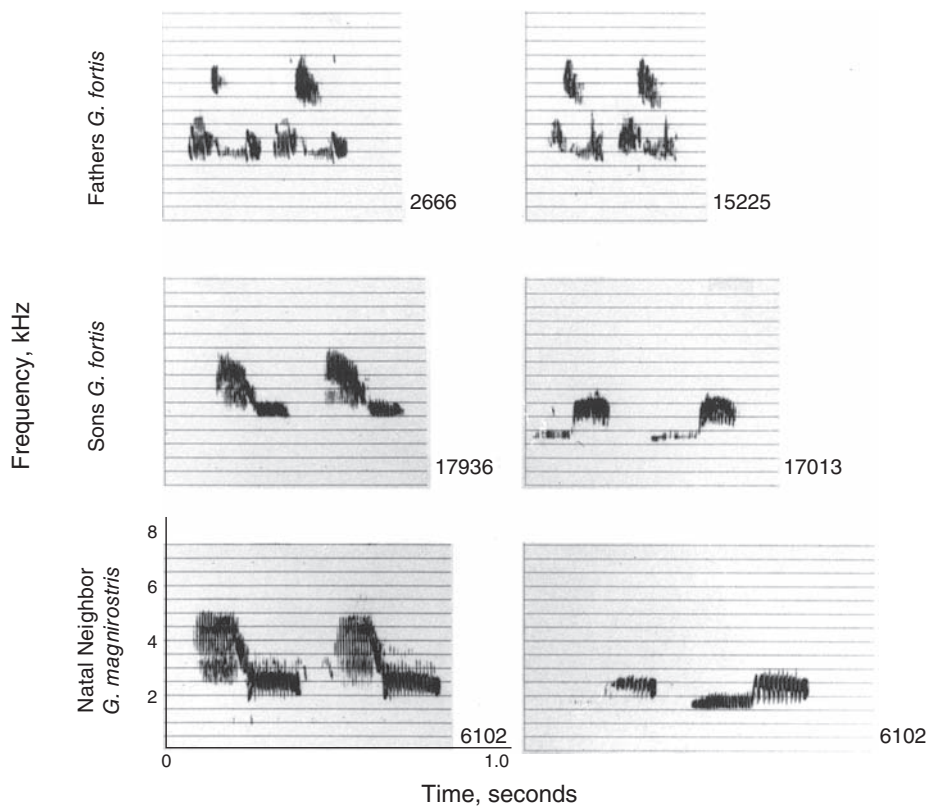 Fathers G. fortis
2666
15225
Frequency, kHz
Sons G. fortis
17936
17013
Natal Neighbor
G. magnirostris
8
6
4
2
6102
6102
0
1.0
Time, seconds